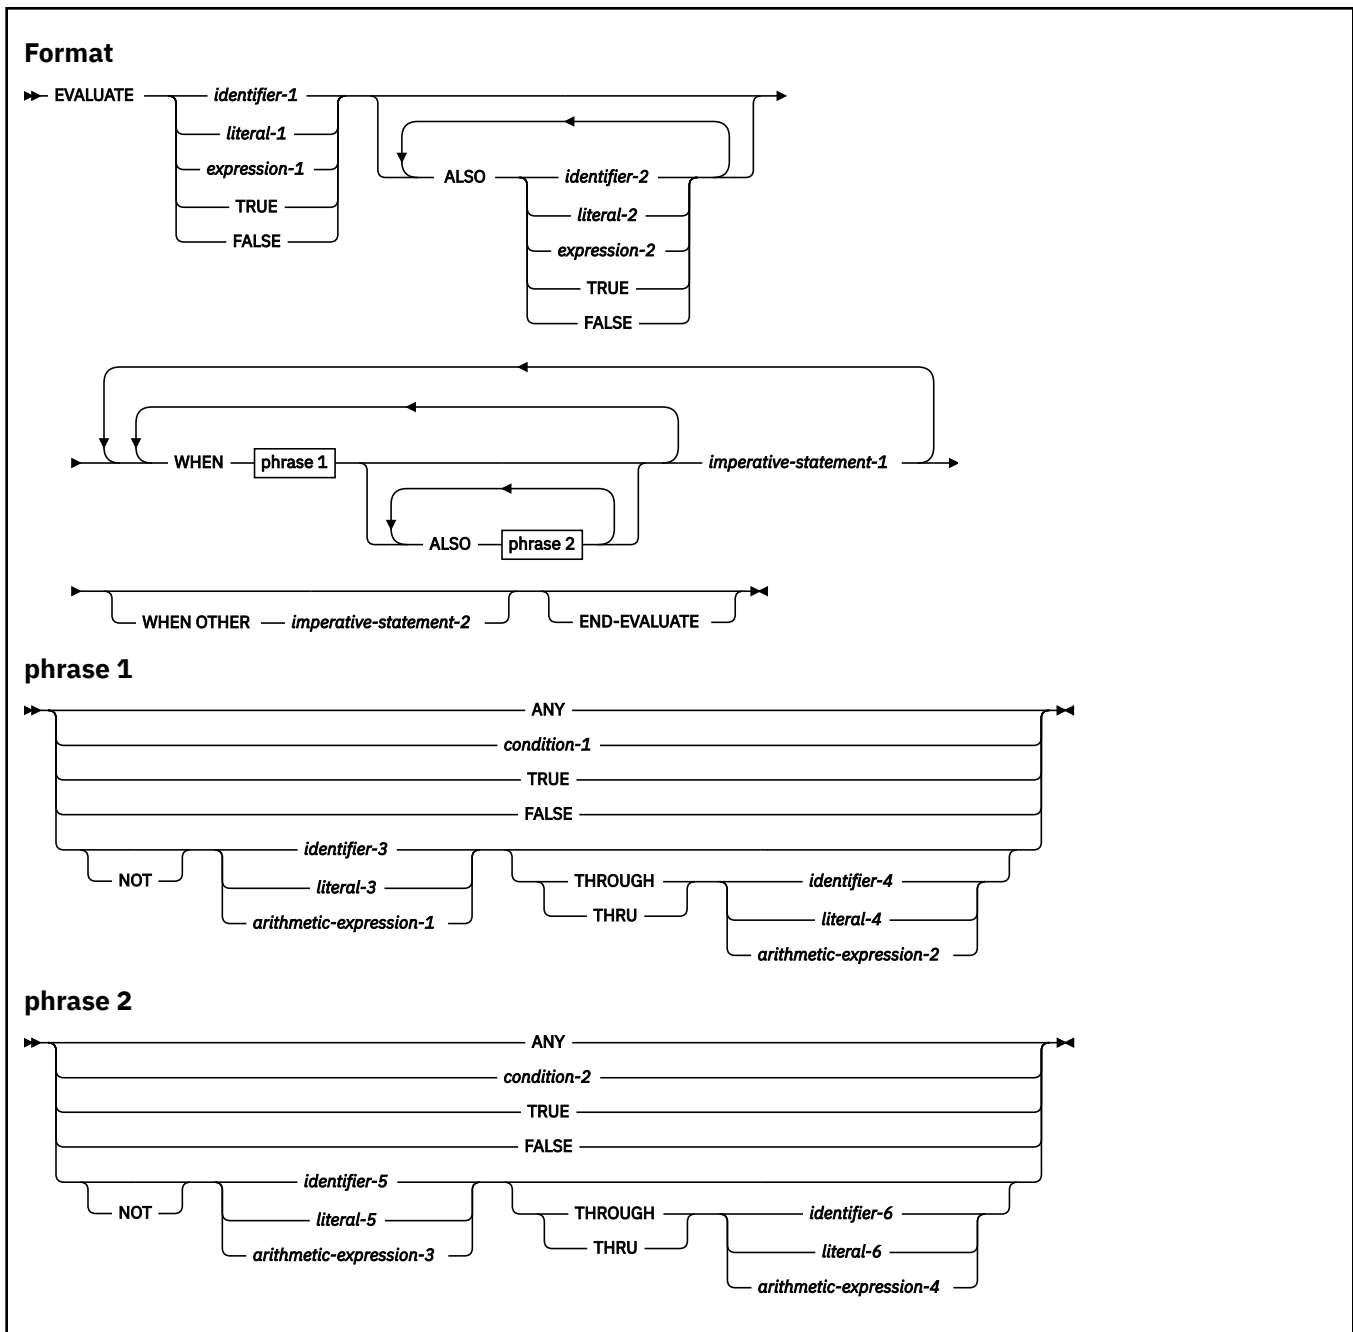 Format
EVALUATE identifier-1
literal-1
expression-1
TRUE
FALSE
ALSO identifier-2
literal-2
expression-2
TRUE
FALSE
WHEN phrase 1 imperative-statement-1
ALSO phrase 2
WHEN OTHER imperative-statement-2 END-EVALUATE
phrase 1
ANY
condition-1
TRUE
FALSE
identifier-3
NOT THROUGH identifier-4
literal-3
THRU literal-4
arithmetic-expression-1
arithmetic-expression-2
phrase 2
ANY
condition-2
TRUE
FALSE
identifier-5
NOT THROUGH identifier-6
literal-5
THRU literal-6
arithmetic-expression-3
arithmetic-expression-4